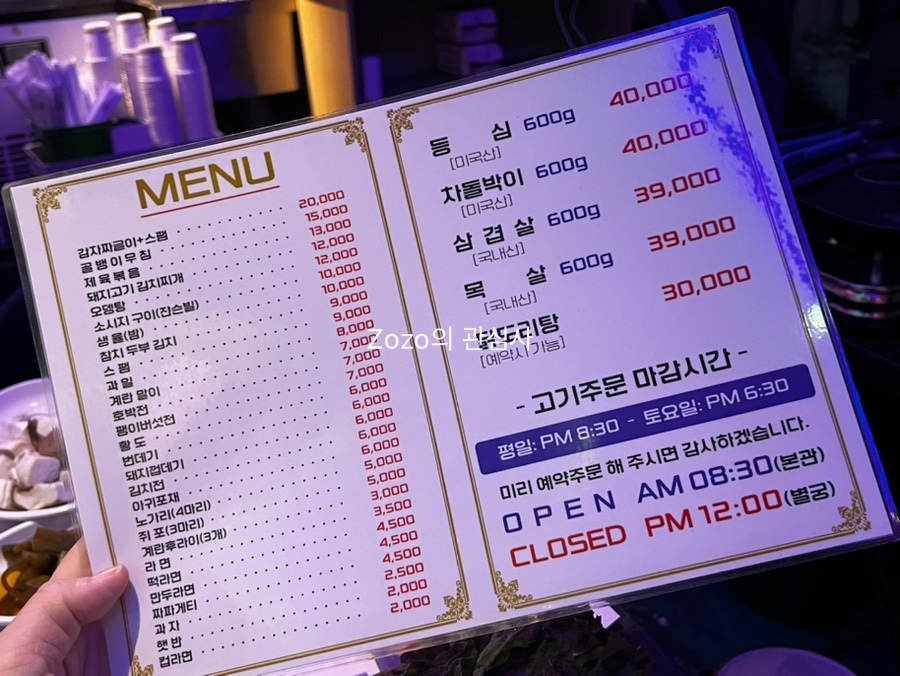 MENU
감자짜글이+스팸 20,000
골뱅이무침 15,000
제육볶음 13,000
돼지고기 김치찌개 12,000
오뎅탕 12,000
소시지 구이(잔슨빌) 10,000
생율(밤) 10,000
참치 두부 김치 9,000
스팸 9,000
과일 8,000
계란 말이 7,000
호박전 7,000
팽이버섯전 7,000
황도 6,000
번데기 6,000
돼지껍데기 6,000
김치전 6,000
아귀포채 6,000
노가리(4마리) 5,000
쥐포(3마리) 5,000
계란후라이(3개) 3,000
라면 3,500
떡라면 4,500
만두라면 4,500
짜파게티 4,500
과자 2,500
햇반 2,000
컵라면 2,000
등심 600g 40,000
[미국산]
차돌박이 600g 40,000
[미국산]
삼겹살 600g 39,000
[국내산]
목살 600g 39,000
[국내산]
30,000
[예약시 가능]
- 고기주문 마감시간 -
평일: PM 8:30 - 토요일: PM 6:30
미리 예약주문 해 주시면 감사하겠습니다.
OPEN AM 08:30(본관)
CLOSED PM 12:00(별궁)
Zozo의 관심사